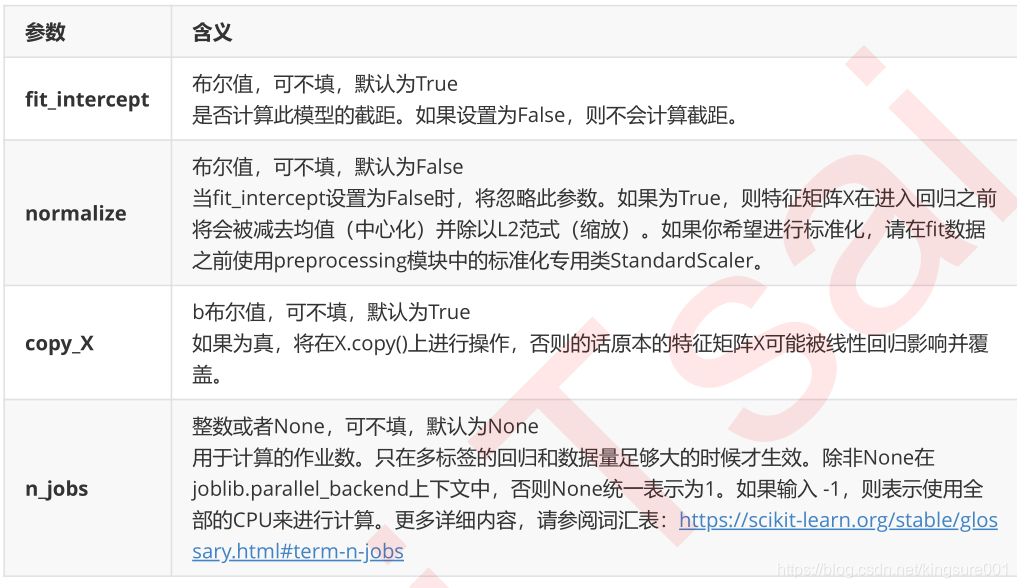 参数 含义
fit_intercept
布尔值，可不填，默认为True
是否计算此模型的截距。如果设置为False，则不会计算截距。
normalize
布尔值，可不填，默认为False
当fit_intercept设置为False时，将忽略此参数。如果为True，则特征矩阵X在进入回归之前
将会被减去均值（中心化）并除以L2范式（缩放）。如果你希望进行标准化，请在fit数据
之前使用preprocessing模块中的标准化专用类StandardScaler。
copy_X
b布尔值，可不填，默认为True
如果为真，将在X.copy()上进行操作，否则的话原本的特征矩阵X可能被线性回归影响并覆
盖。
n_jobs
整数或者None，可不填，默认为None
用于计算的作业数。只在多标签的回归和数据量足够大的时候才生效。除非None在
joblib.parallel_backend上下文中，否则None统一表示为1。如果输入 -1，则表示使用全
部的CPU来进行计算。更多详细内容，请参阅词汇表：https://scikit-learn.org/stable/glos
sary.html#term-n-jobs
Tsai
https://blog.csdn.net/kingsure001